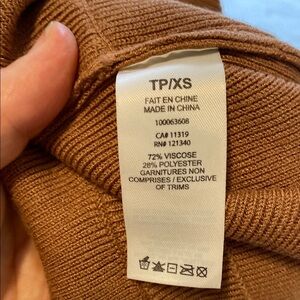 TP/XS
FAIT EN CHINE
MADE IN CHINA
100063608
CA# 11319
RN# 121340
72% VISCOSE
28% POLYESTER
GARNITURES NON
COMPRISES / EXCLUSIVE
OF TRIMS